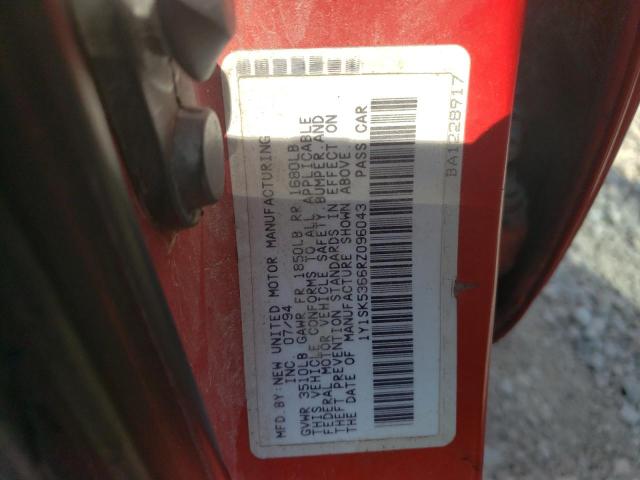 MFD.BY:NEW UNITED MOTOR MANUFACTURING
INC 07/94
GVWR 3510LB GAWR FR 1850LB RR 1680LB
THIS VEHICLE CONFORMS TO ALL APPLICABLE
FEDERAL MOTOR VEHICLE SAFETY,BUMPER,AND
THEFT PREVENTION STANDARDS IN EFFECT ON
THE DATE OF MANUFACTURE SHOWN ABOVE.
1Y1SK5366RZ096043 PASS CAR
BA1228917